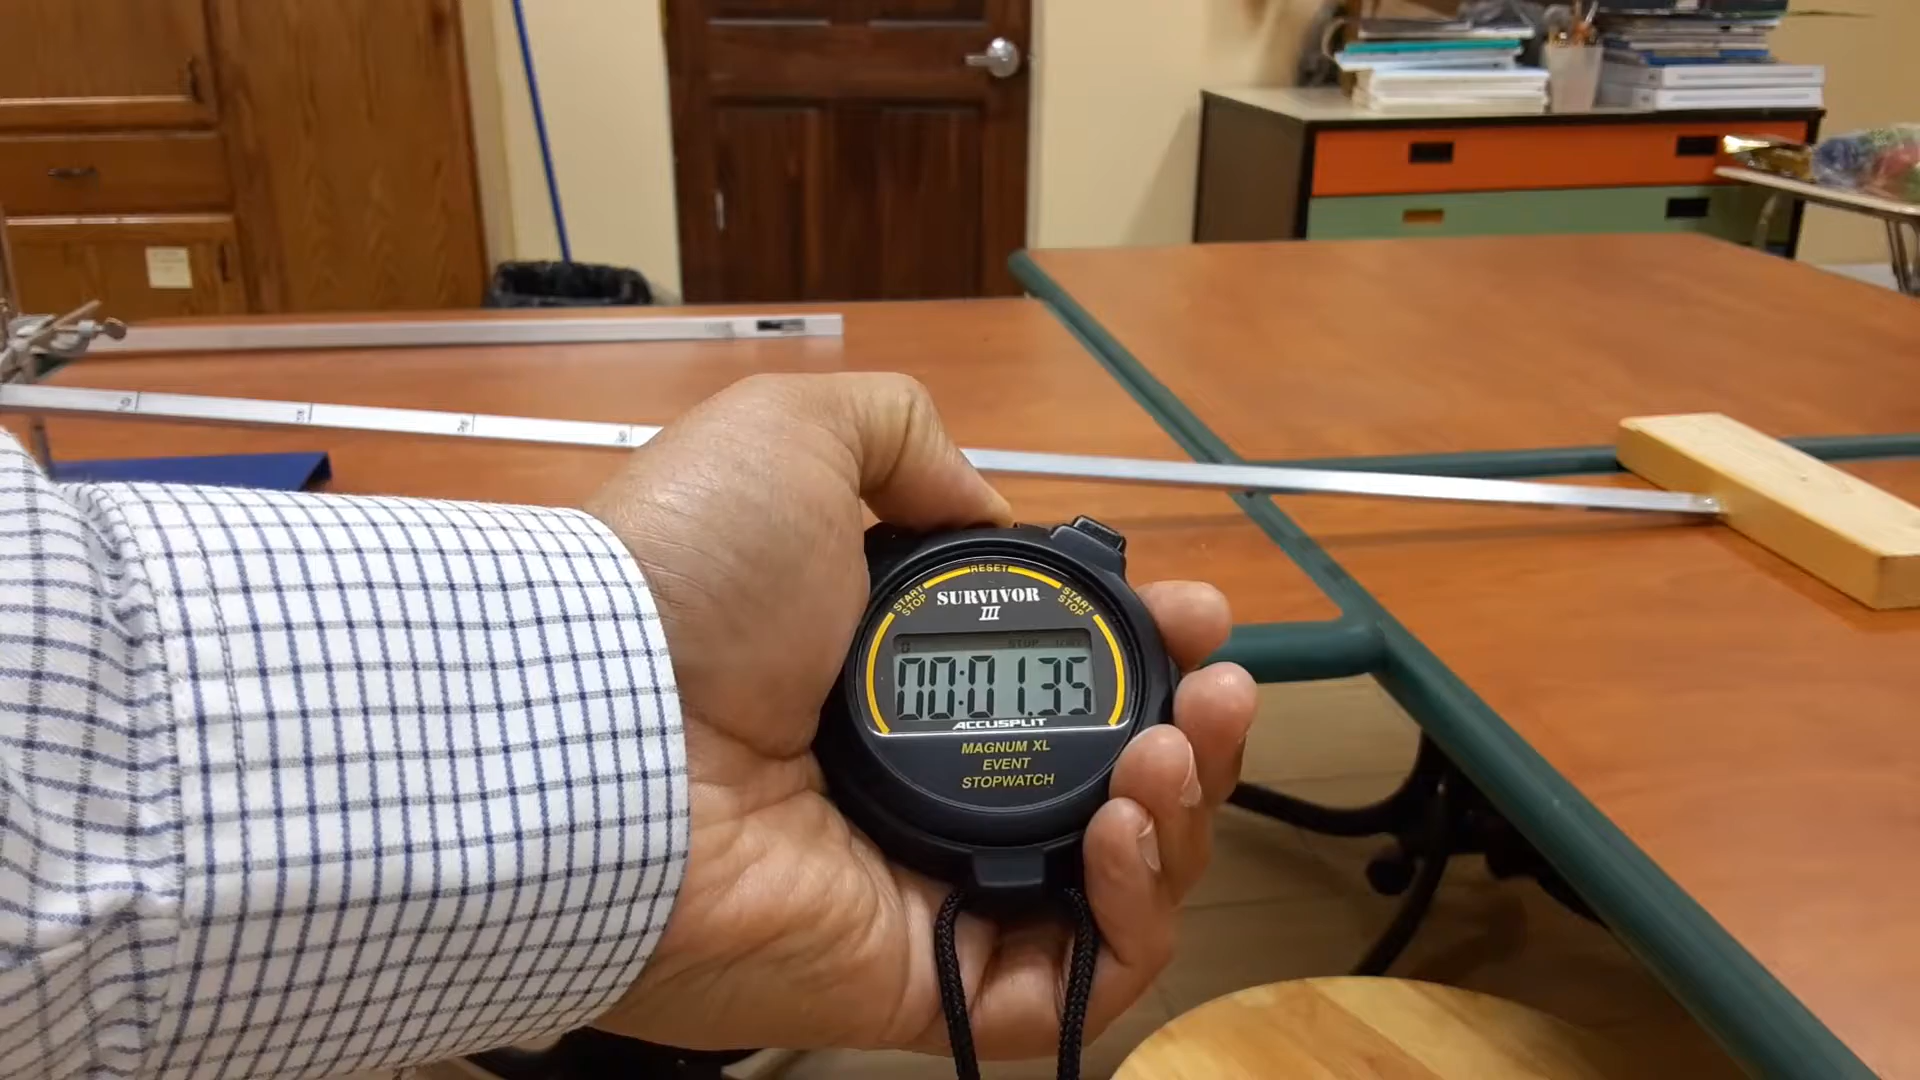 RESET
START
STOP
START
STOP
SURVIVOR
III
STOP
00:01.35
ACCUSPLIT
MAGNUM XL
EVENT
STOPWATCH